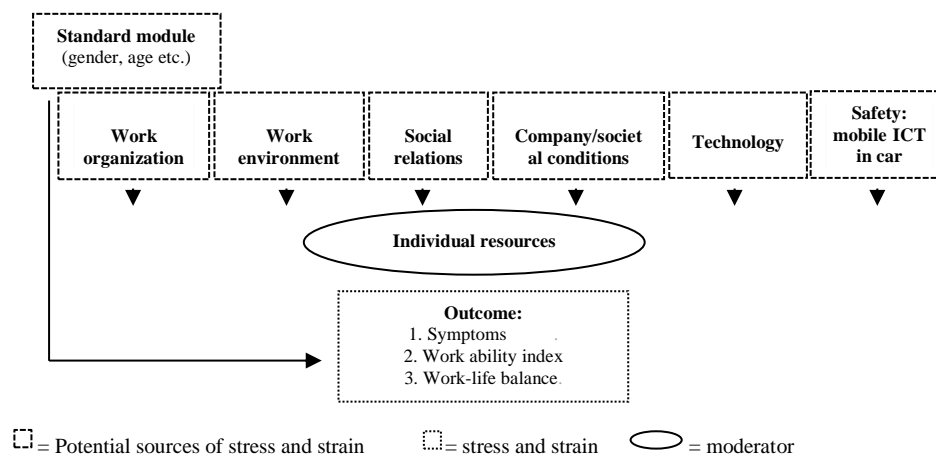 Standard module
(gender, age etc.)
Work
organization
Work
environment
Social
relations
Company/societ
al conditions
Technology
Safety:
mobile ICT
in car
Individual resources
Outcome:
1. Symptoms
2. Work ability index
3. Work-life balance.
= Potential sources of stress and strain
= stress and strain
= moderator